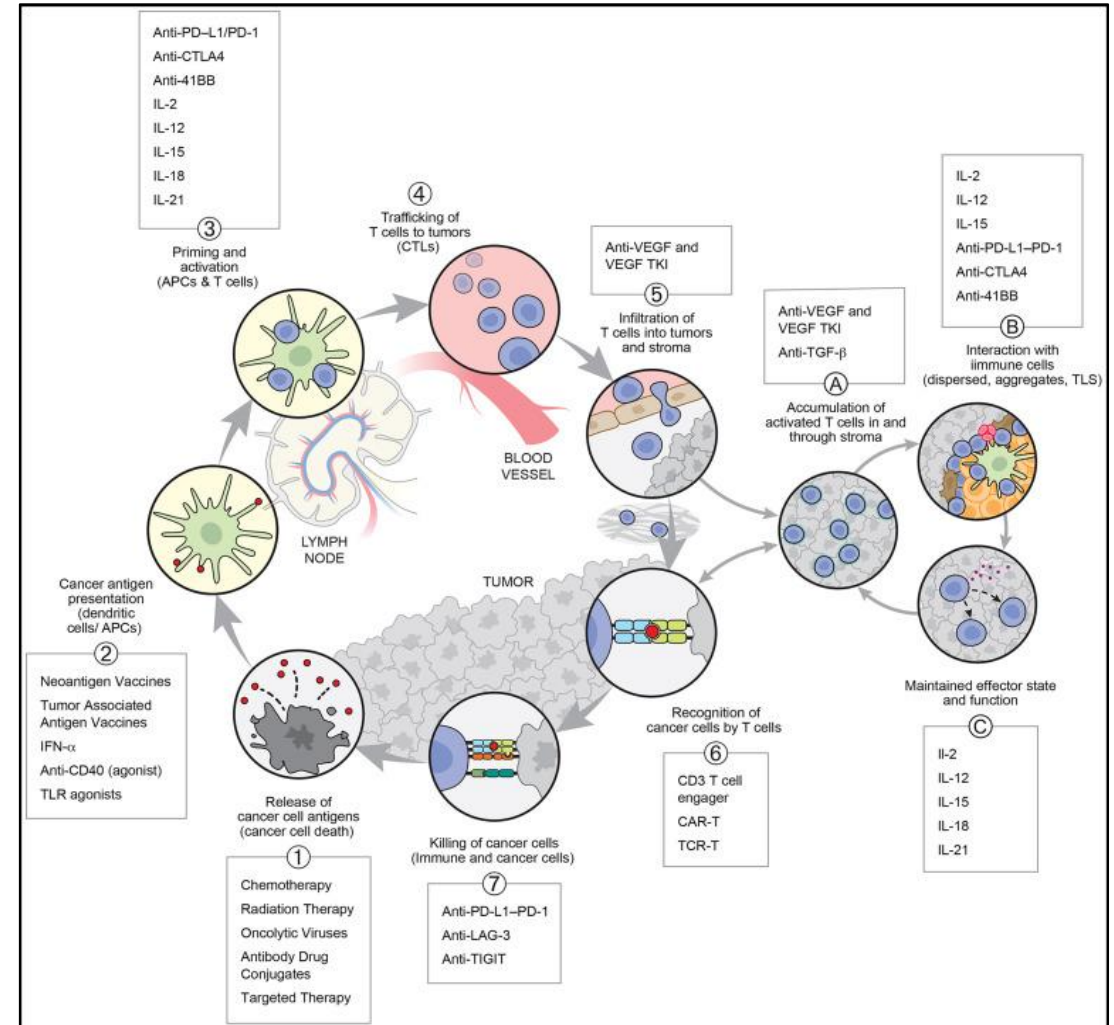 Anti-PD–L1/PD-1
Anti-CTLA4
Anti-41BB
IL-2
IL-12
IL-15
IL-18
IL-21
③
Priming and
activation
(APCs & T cells)
④
Trafficking of
T cells to tumors
(CTLs)
Anti-VEGF and
VEGF TKI
⑤
Infiltration of
T cells into tumors
and stroma
Anti-VEGF and
VEGF TKI
Anti-TGF-β
Ⓐ
Accumulation of
activated T cells in and
through stroma
IL-2
IL-12
IL-15
Anti-PD-L1–PD-1
Anti-CTLA4
Anti-41BB
Ⓑ
Interaction with
iimmune cells
(dispersed, aggregates, TLS)
BLOOD
VESSEL
LYMPH
NODE
TUMOR
Cancer antigen
presentation
(dendritic
cells/ APCs)
②
Neoantigen Vaccines
Tumor Associated
Antigen Vaccines
IFN-α
Anti-CD40 (agonist)
TLR agonists
Release of
cancer cell antigens
(cancer cell death)
①
Chemotherapy
Radiation Therapy
Oncolytic Viruses
Antibody Drug
Conjugates
Targeted Therapy
Killing of cancer cells
(Immune and cancer cells)
⑦
Anti-PD-L1–PD-1
Anti-LAG-3
Anti-TIGIT
Recognition of
cancer cells by T cells
⑥
CD3 T cell
engager
CAR-T
TCR-T
Maintained effector state
and function
Ⓒ
Il-2
IL-12
IL-15
IL-18
IL-21